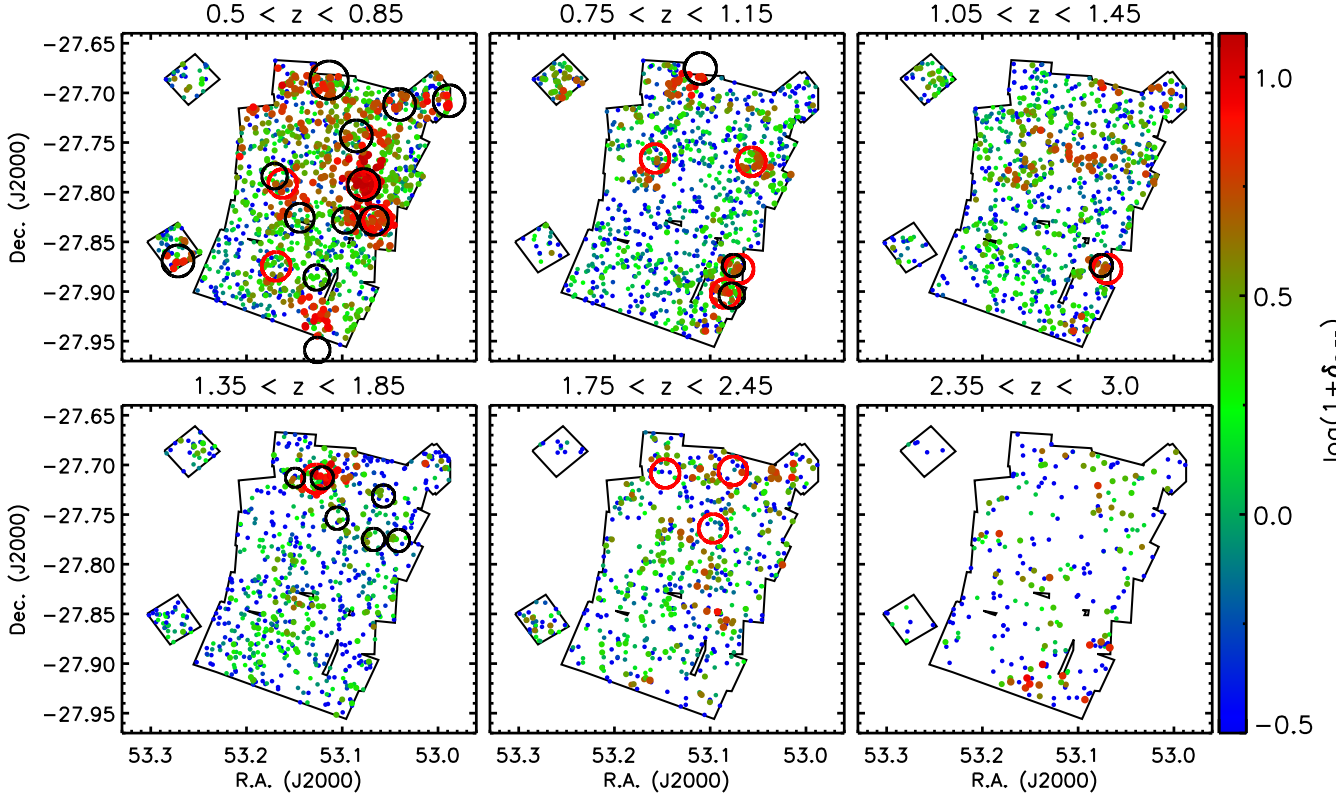 0.5 < z < 0.85
0.75 < z < 1.15
1.05 < z < 1.45
−27.65
−27.70
−27.75
−27.80
−27.85
−27.90
−27.95
Dec. (J2000)
1.0
0.5
0.0
−0.5
1.35 < z < 1.85
1.75 < z < 2.45
2.35 < z < 3.0
−27.65
−27.70
−27.75
−27.80
−27.85
−27.90
−27.95
Dec. (J2000)
53.3 53.2 53.1 53.0
53.3 53.2 53.1 53.0
53.3 53.2 53.1 53.0
R.A. (J2000)
R.A. (J2000)
R.A. (J2000)